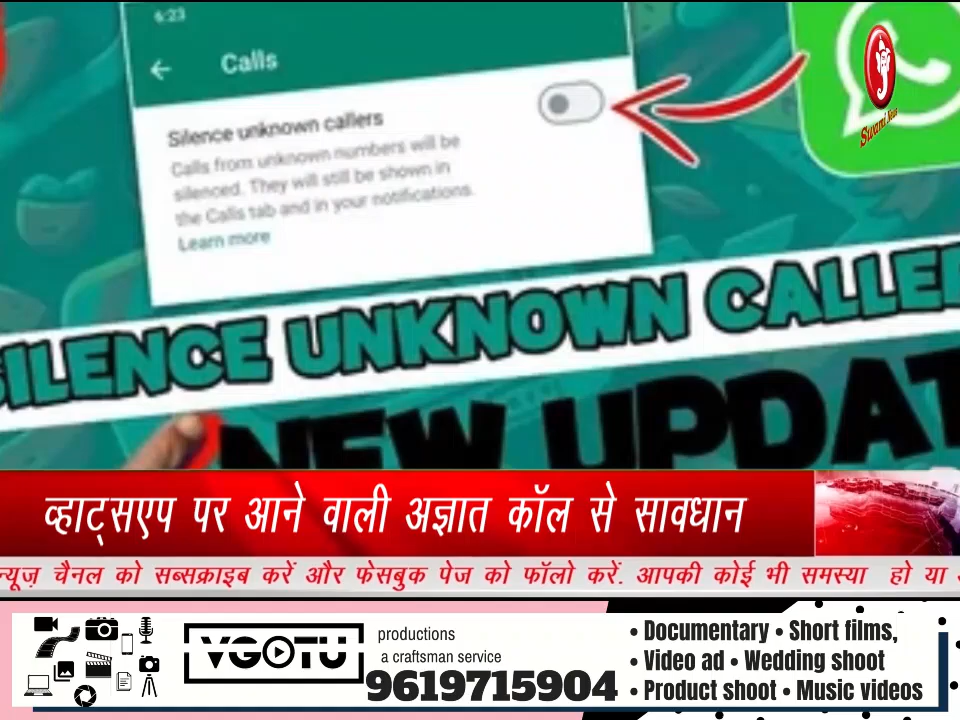 6:23
Calls
Silence unknown callers
Calls from unknown numbers will be
silenced. They will still be shown in
the Calls tab and in your notifications.
Learn more
Swami News
SILENCE UNKNOWN CALLER
NEW UPDAT
व्हाट्सएप पर आने वाली अज्ञात कॉल से सावधान
न्यूज़ चैनल को सब्सक्राइब करें और फेसबुक पेज को फॉलो करें. आपकी कोई भी समस्या हो या
VGOTU
productions
a craftsman service
9619715904
• Documentary • Short films,
• Video ad • Wedding shoot
• Product shoot • Music videos